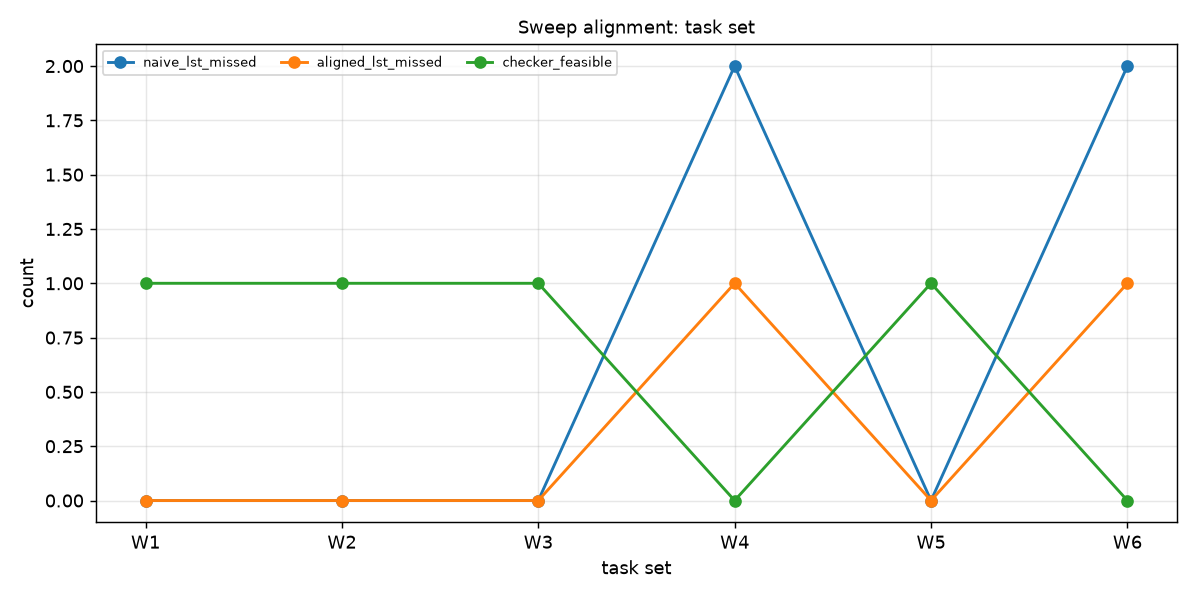 Sweep alignment: task set
naive_lst_missed
aligned_lst_missed
checker_feasible
2.00
1.75
1.50
1.25
1.00
0.75
0.50
0.25
0.00
count
W1
W2
W3
W4
W5
W6
task set